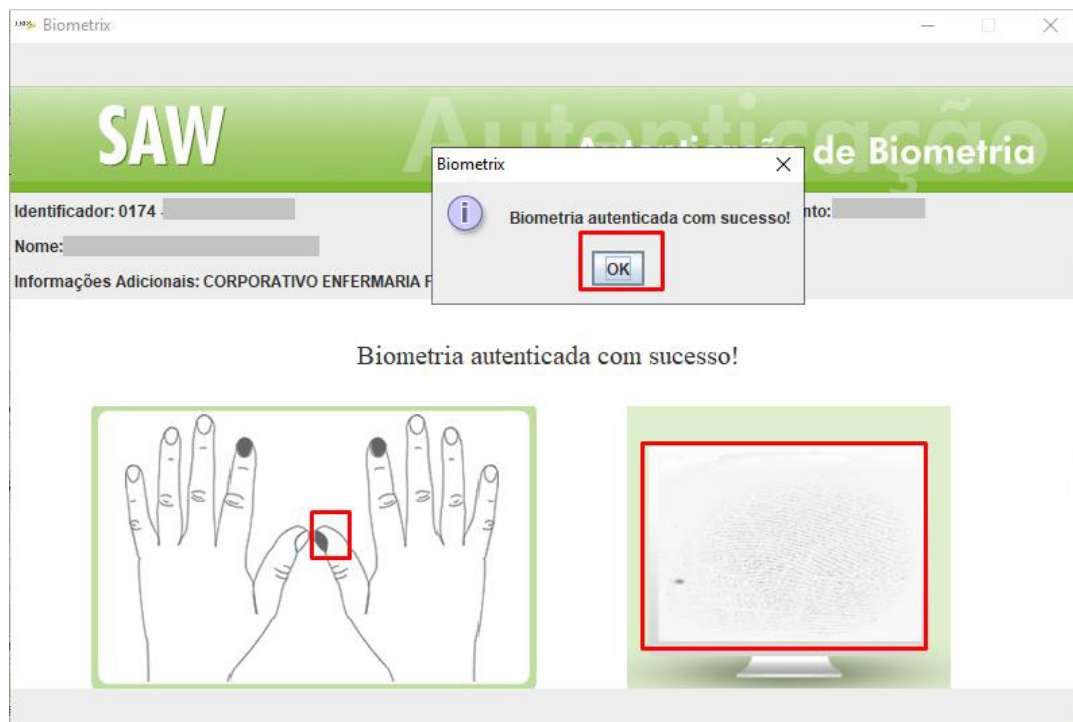 Biometrix
SAW
Autenticação
de Biometria
Biometrix
Biometria autenticada com sucesso!
OK
Identificador: 0174 -
nto:
Nome:
Informações Adicionais: CORPORATIVO ENFERMARIA
Biometria autenticada com sucesso!